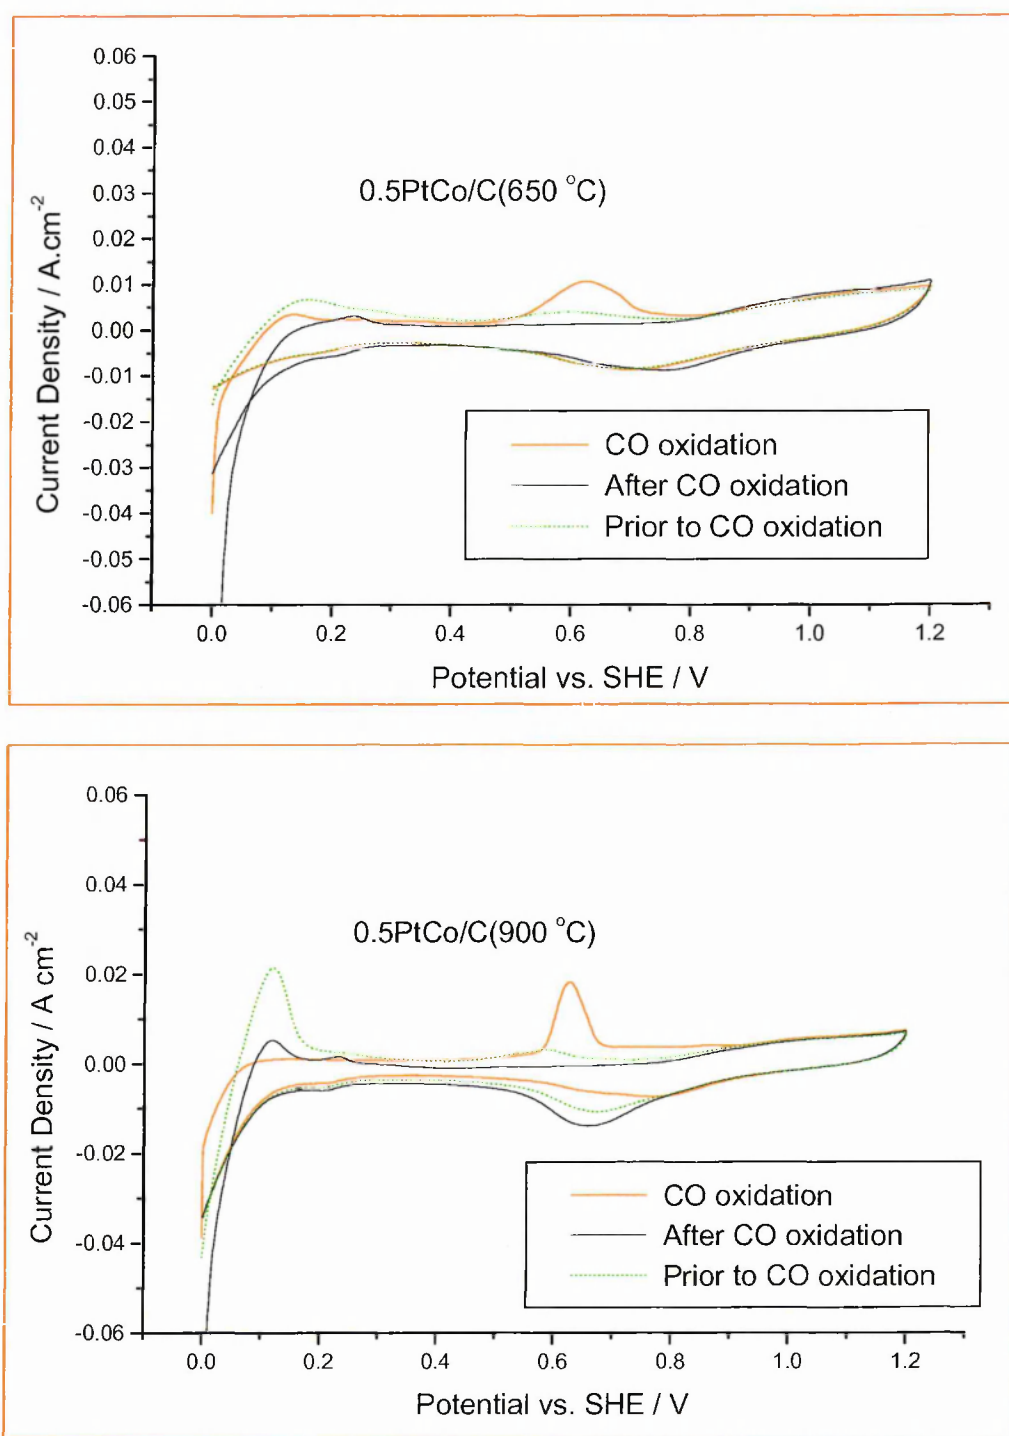 0.06
0.05
0.04
0.03
0.02
0.01
0.00
-0.01
-0.02
-0.03
-0.04
-0.05
-0.06
Current Density / A.cm⁻²
0.5PtCo/C(650 °C)
CO oxidation
After CO oxidation
Prior to CO oxidation
0.0 0.2 0.4 0.6 0.8 1.0 1.2
Potential vs. SHE / V
0.06
0.04
0.02
0.00
-0.02
-0.04
-0.06
Current Density / A cm⁻²
0.5PtCo/C(900 °C)
CO oxidation
After CO oxidation
Prior to CO oxidation
0.0 0.2 0.4 0.6 0.8 1.0 1.2
Potential vs. SHE / V